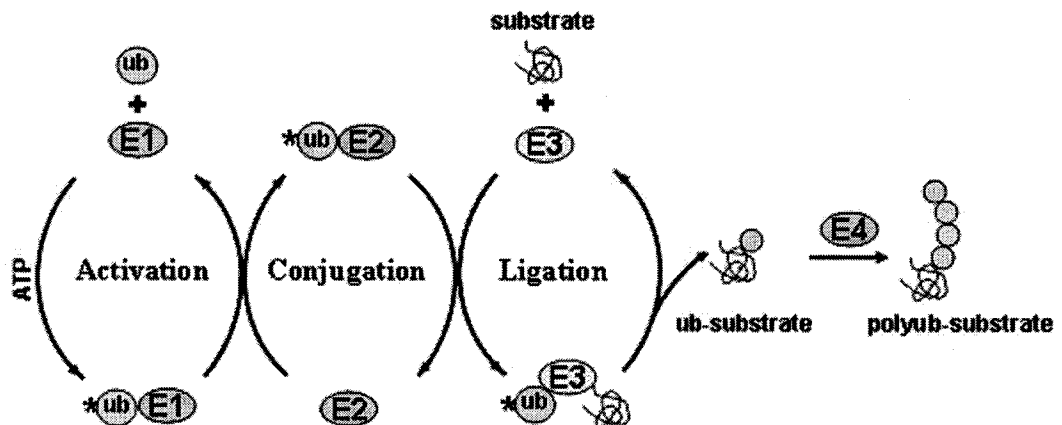 substrate
ub
+
+
E1
*ub E2
E3
ATP
Activation
Conjugation
Ligation
E4
ub-substrate
polyub-substrate
*ub E1
E2
*ub E3